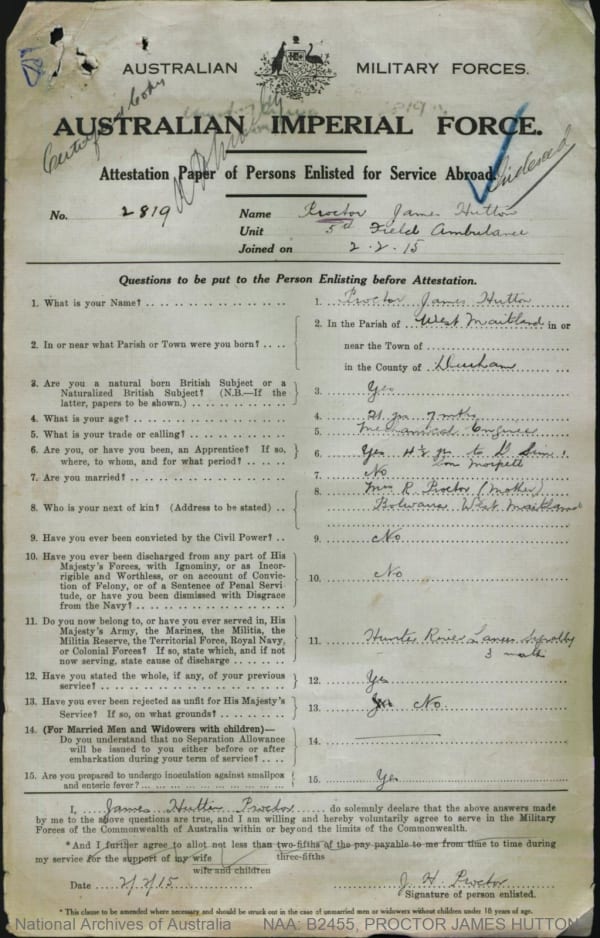 AUSTRALIAN MILITARY FORCES.
AUSTRALIAN IMPERIAL FORCE.
Attestation Paper of Persons Enlisted for Service Abroad.
No. 2819 Name Proctor James Hutton
Unit 5th Field Ambulance
Joined on 2.2.15
Questions to be put to the Person Enlisting before Attestation.
1. What is your Name? 1. Proctor James Hutton
2. In or near what Parish or Town were you born? 2. In the Parish of West Maitland in or
near the Town of
in the County of Durham
3. Are you a natural born British Subject or a
Naturalized British Subject? (N.B.—If the
latter, papers to be shown.) 3. Yes
4. What is your age? 4. 21 yrs 7 mths
5. What is your trade or calling? 5. Mechanical Engineer
6. Are you, or have you been, an Apprentice? If so,
where, to whom, and for what period? 6. Yes 4½ yrs to
Morpeth
7. Are you married? 7. No
8. Who is your next of kin? (Address to be stated) 8. Mrs R. Proctor (Mother)
West Maitland
9. Have you ever been convicted by the Civil Power? 9. No
10. Have you ever been discharged from any part of His
Majesty's Forces, with Ignominy, or as Incor-
rigible and Worthless, or on account of Convic-
tion of Felony, or of a Sentence of Penal Servi-
tude, or have you been dismissed with Disgrace
from the Navy? 10. No
11. Do you now belong to, or have you ever served in, His
Majesty's Army, the Marines, the Militia, the
Militia Reserve, the Territorial Force, Royal Navy,
or Colonial Forces? If so, state which, and if not
now serving, state cause of discharge 11. Hunter River Lancers
3 mths
12. Have you stated the whole, if any, of your previous
service? 12. Yes
13. Have you ever been rejected as unfit for His Majesty's
Service? If so, on what grounds? 13. No
14. (For Married Men and Widowers with children)—
Do you understand that no Separation Allowance
will be issued to you either before or after
embarkation during your term of service? 14.
15. Are you prepared to undergo inoculation against smallpox
and enteric fever? 15. Yes
I, James Hutton Proctor do solemnly declare that the above answers made
by me to the above questions are true, and I am willing and hereby voluntarily agree to serve in the Military
Forces of the Commonwealth of Australia within or beyond the limits of the Commonwealth.
*And I further agree to allot not less than two-fifths of the pay payable to me from time to time during
three-fifths
my service for the support of my wife
wife and children
Date 2/2/15 J. H. Proctor
Signature of person enlisted.
* This clause to be amended where necessary and should be struck out in the case of unmarried men or widowers without children under 18 years of age.
National Archives of Australia NAA: B2455, PROCTOR JAMES HUTTON